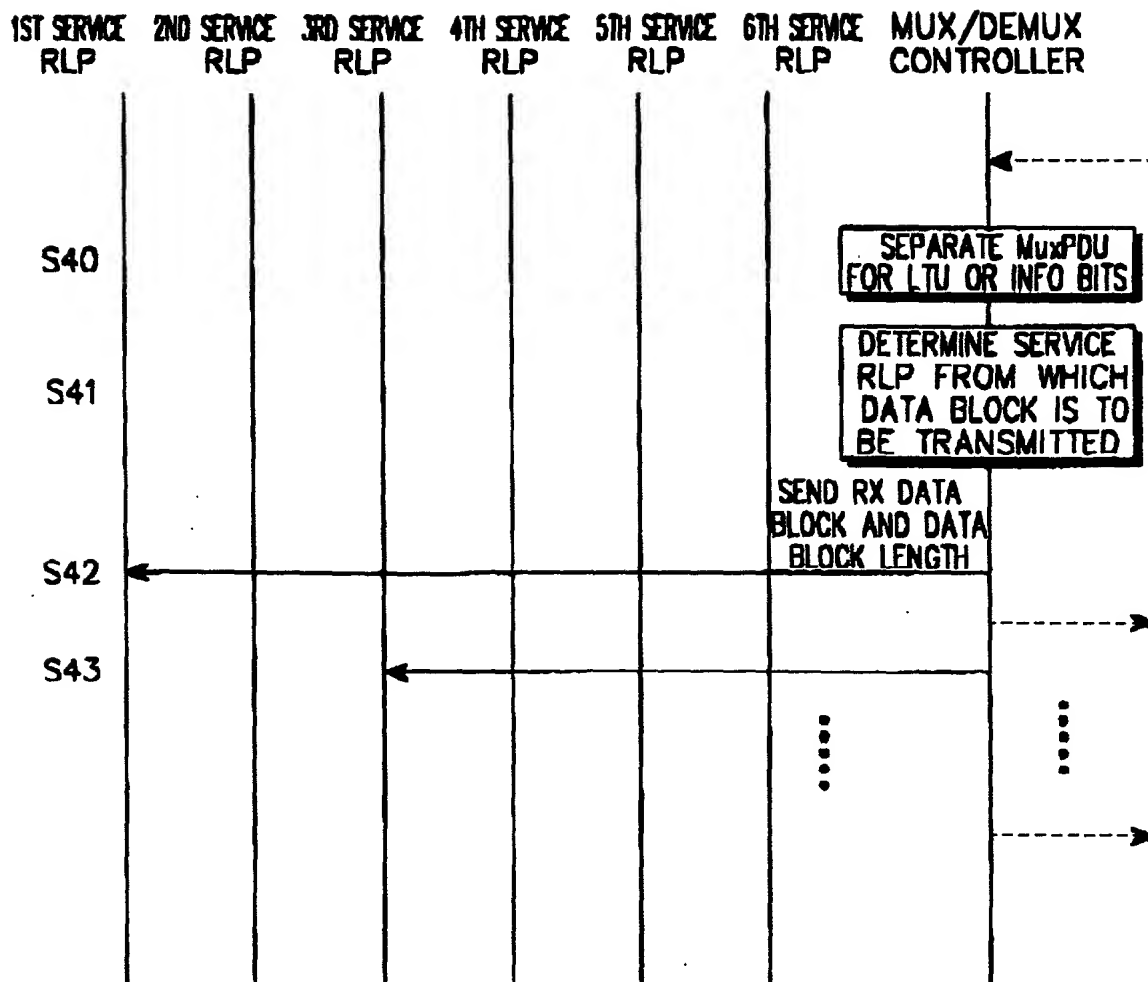 1ST SERVICE 2ND SERVICE 3RD SERVICE 4TH SERVICE 5TH SERVICE 6TH SERVICE MUX/DEMUX
RLP RLP RLP RLP RLP RLP CONTROLLER
S40
SEPARATE MuxPDU
FOR LTU OR INFO BITS
S41
DETERMINE SERVICE
RLP FROM WHICH
DATA BLOCK IS TO
BE TRANSMITTED
SEND RX DATA
BLOCK AND DATA
BLOCK LENGTH
S42
S43